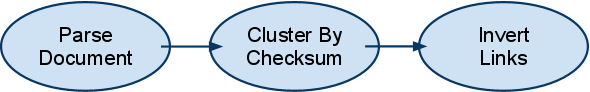 Parse
Document
Cluster By
Checksum
Invert
Links